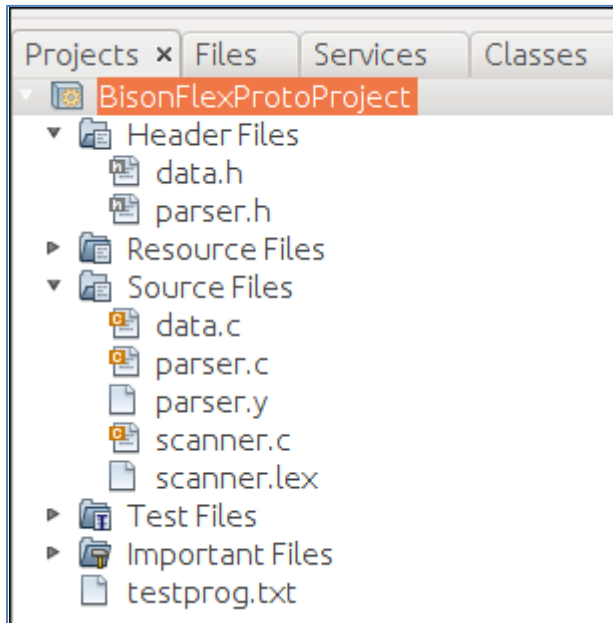 Projects × Files Services Classes
BisonFlexProtoProject
Header Files
data.h
parser.h
Resource Files
Source Files
data.c
parser.c
parser.y
scanner.c
scanner.lex
Test Files
Important Files
testprog.txt